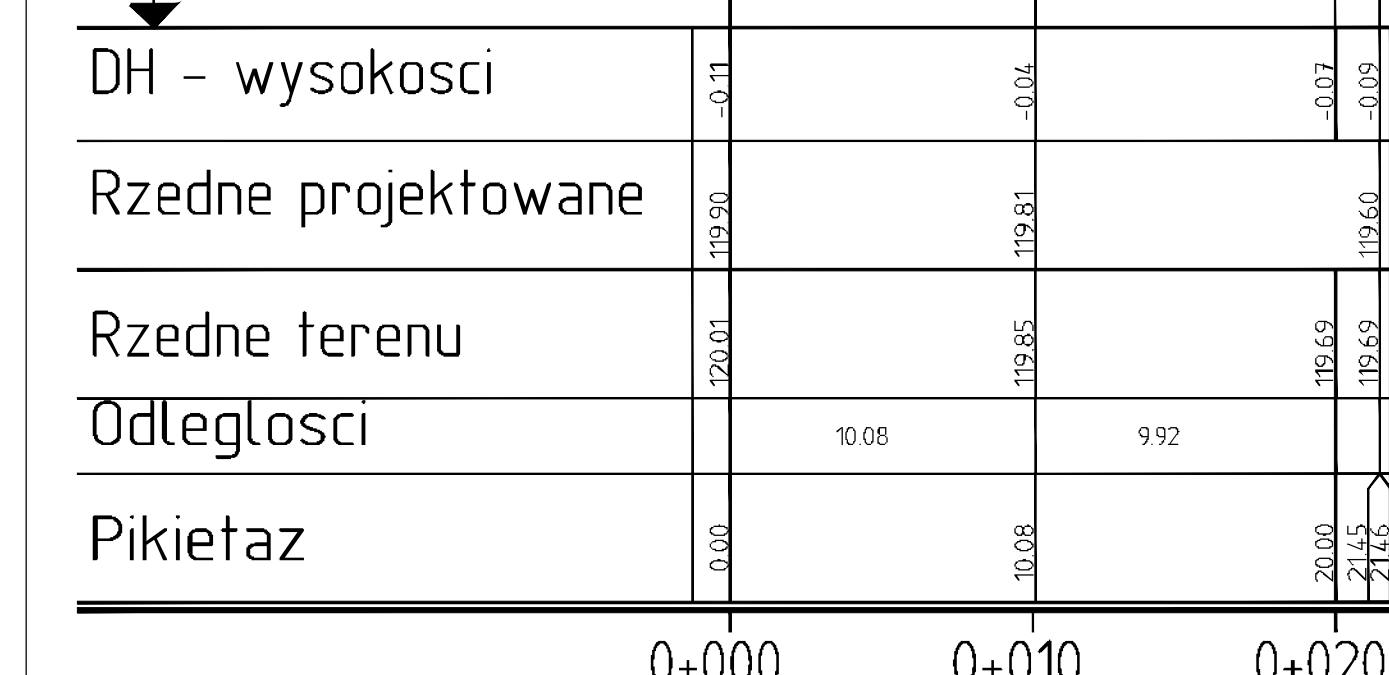 DH - wysokosci -0.11 -0.04 -0.07 -0.09
Rzedne projektowane 119.90 119.81 119.60
Rzedne terenu 120.01 119.85 119.69 119.69
Odleglosci 10.08 9.92
Pikietaz 0.00 10.08 20.00 21.45 21.46
0+000 0+010 0+020